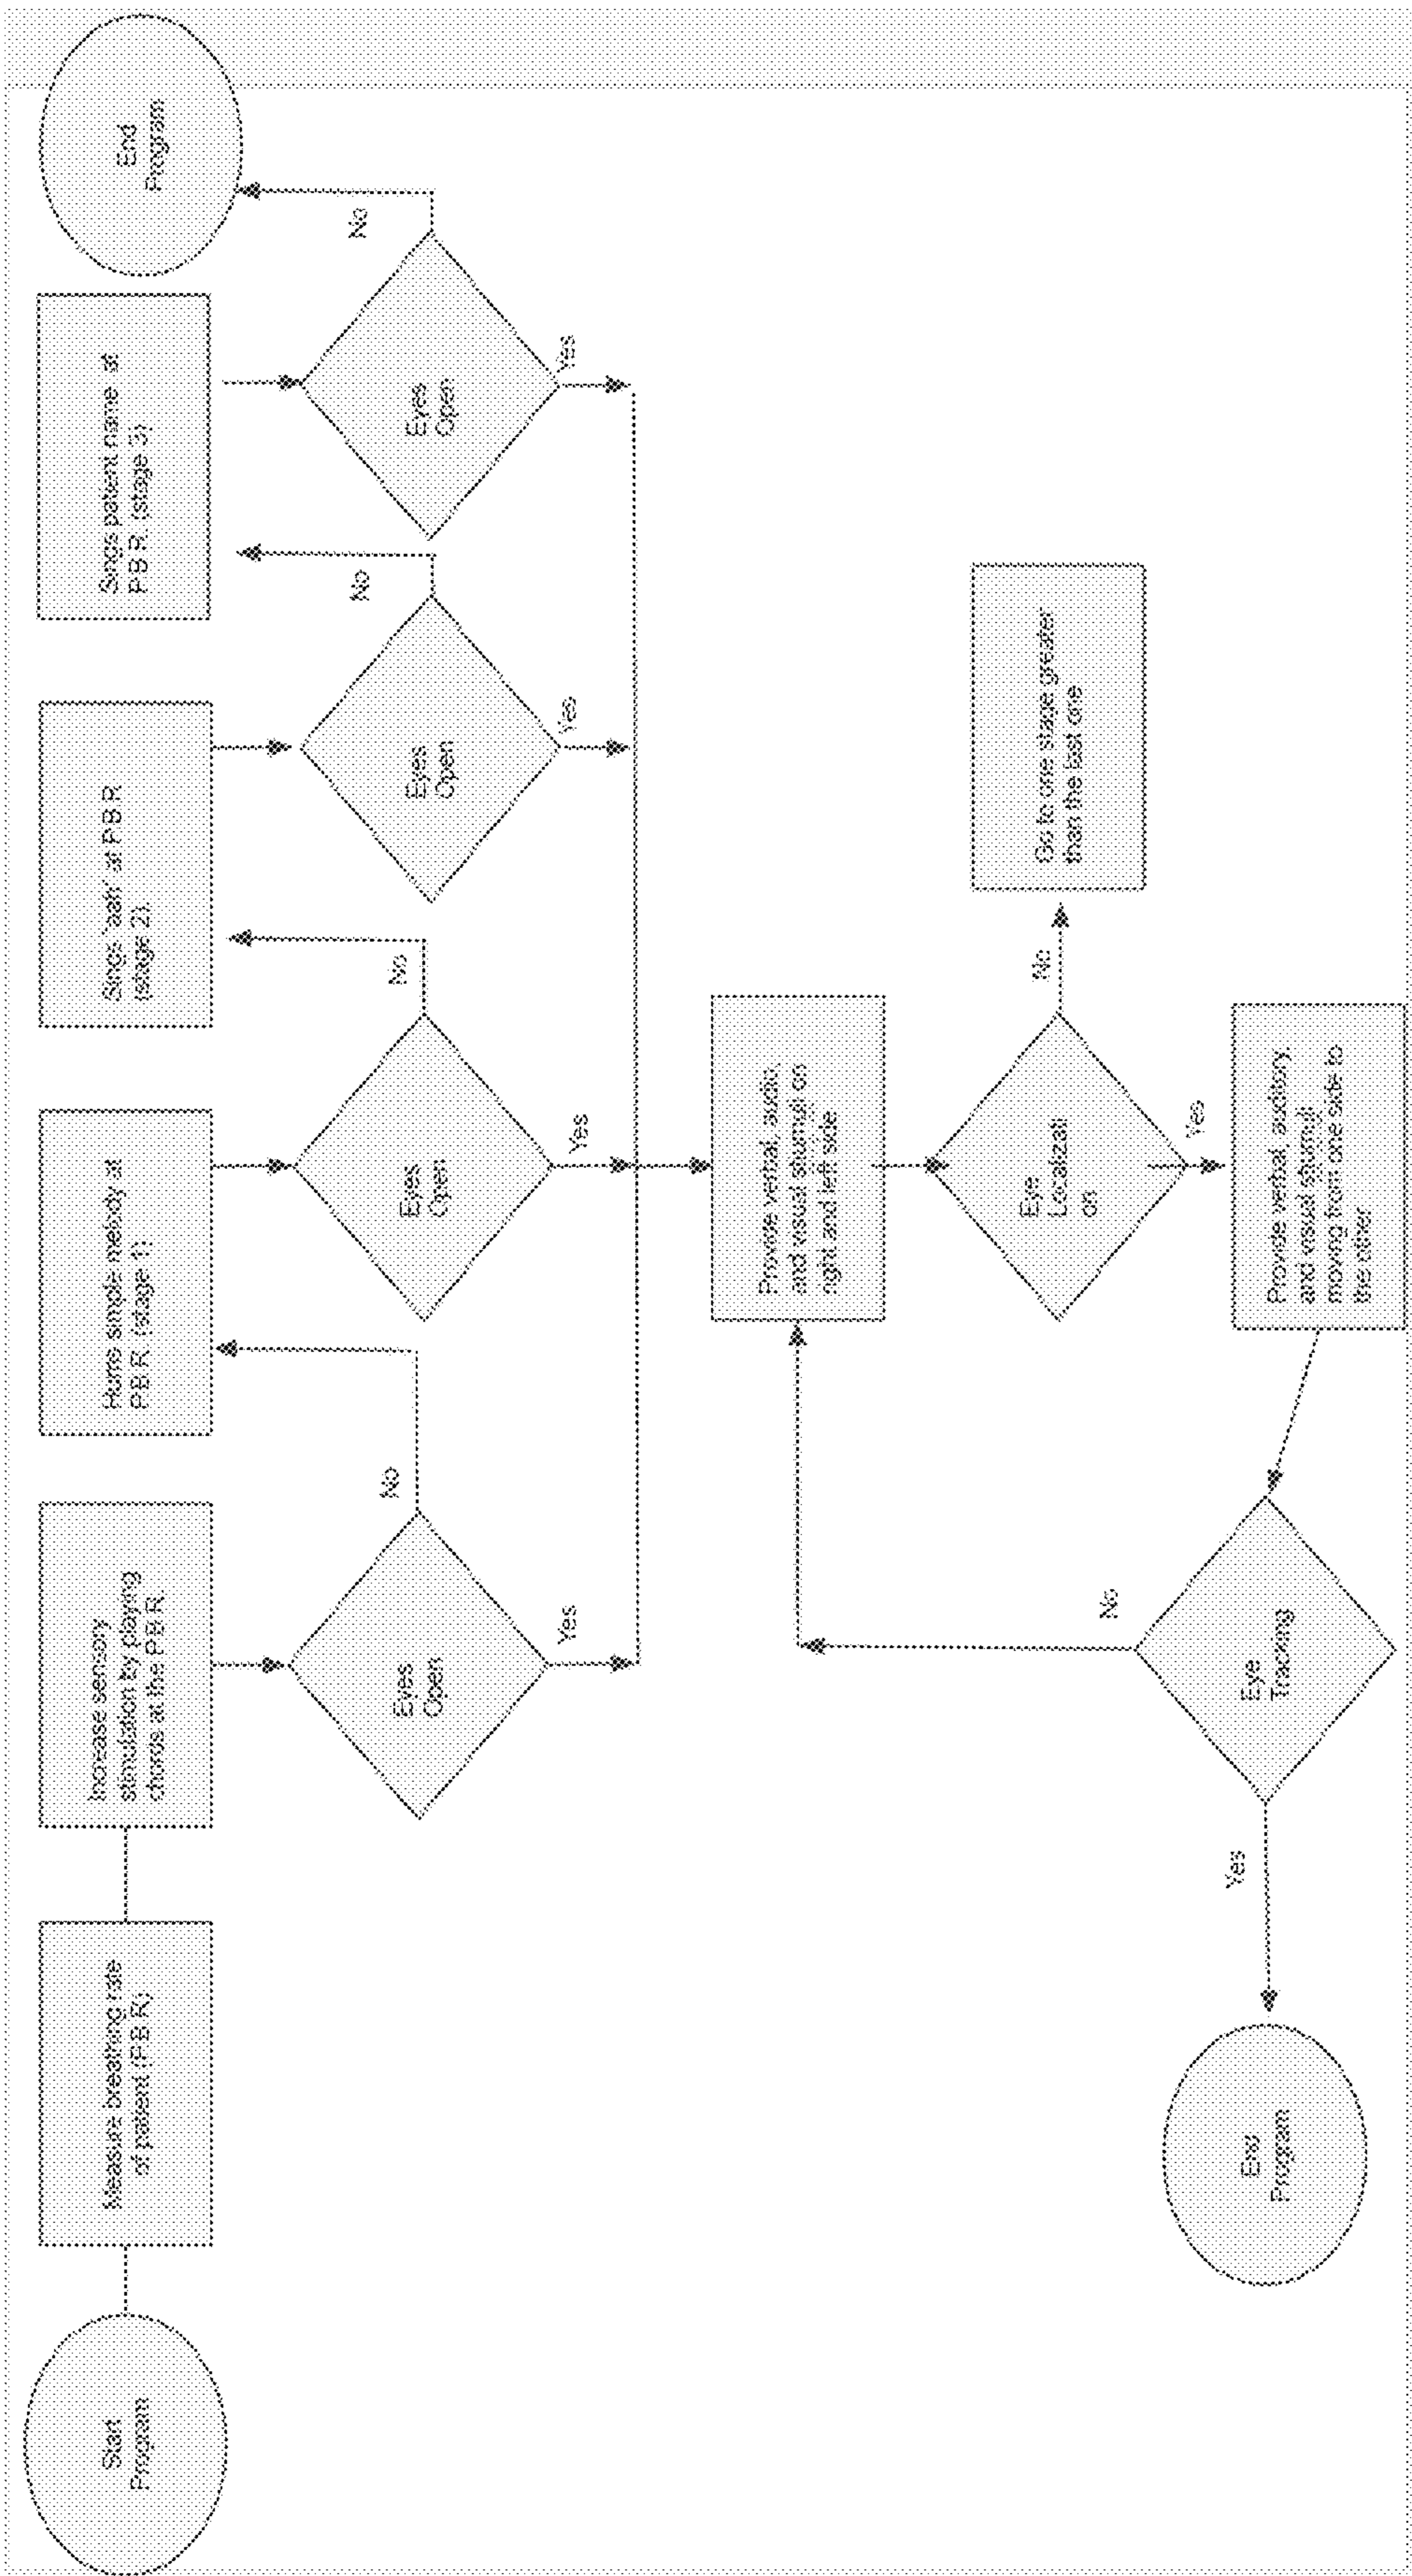 Start
Program
Measure breathing rate
of patient (P.B.R)
Increase sensory
stimulation by playing
chords at the P.B.R.
Hums simple melody at
P.B.R. (stage 1)
Sings 'aah' at P.B.R
(stage 2)
Sings patient name at
P.B.R. (stage 3)
End
Program
Eyes
Open
No
Yes
Eyes
Open
No
Yes
Eyes
Open
No
Yes
Eyes
Open
No
Yes
Provide verbal, audio,
and visual stiumuli on
right and left side
Eye
Localizati
on
No
Go to one stage greater
than the last one
Yes
Provide verbal, auditory,
and visual stiumuli
moving from one side to
the other
Eye
Tracking
No
Yes
End
Program